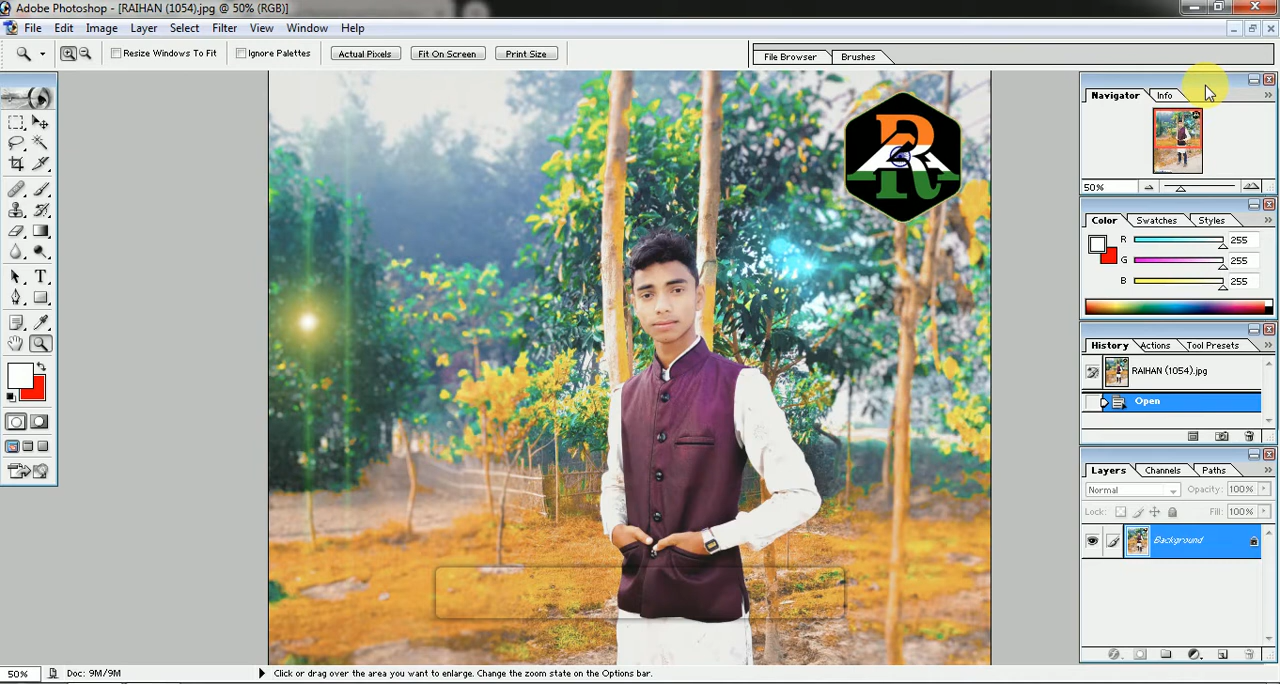 Adobe Photoshop - [RAIHAN (1054).jpg @ 50% (RGB)]
File Edit Image Layer Select Filter View Window Help
Resize Windows To Fit Ignore Palettes Actual Pixels Fit On Screen Print Size File Browser Brushes
Navigator Info
50%
Color Swatches Styles
R 255
G 255
B 255
History Actions Tool Presets
RAIHAN (1054).jpg
Open
Layers Channels Paths
Normal Opacity: 100%
Lock: Fill: 100%
Background
50% Doc: 9M/9M Click or drag over the area you want to enlarge. Change the zoom state on the Options bar.